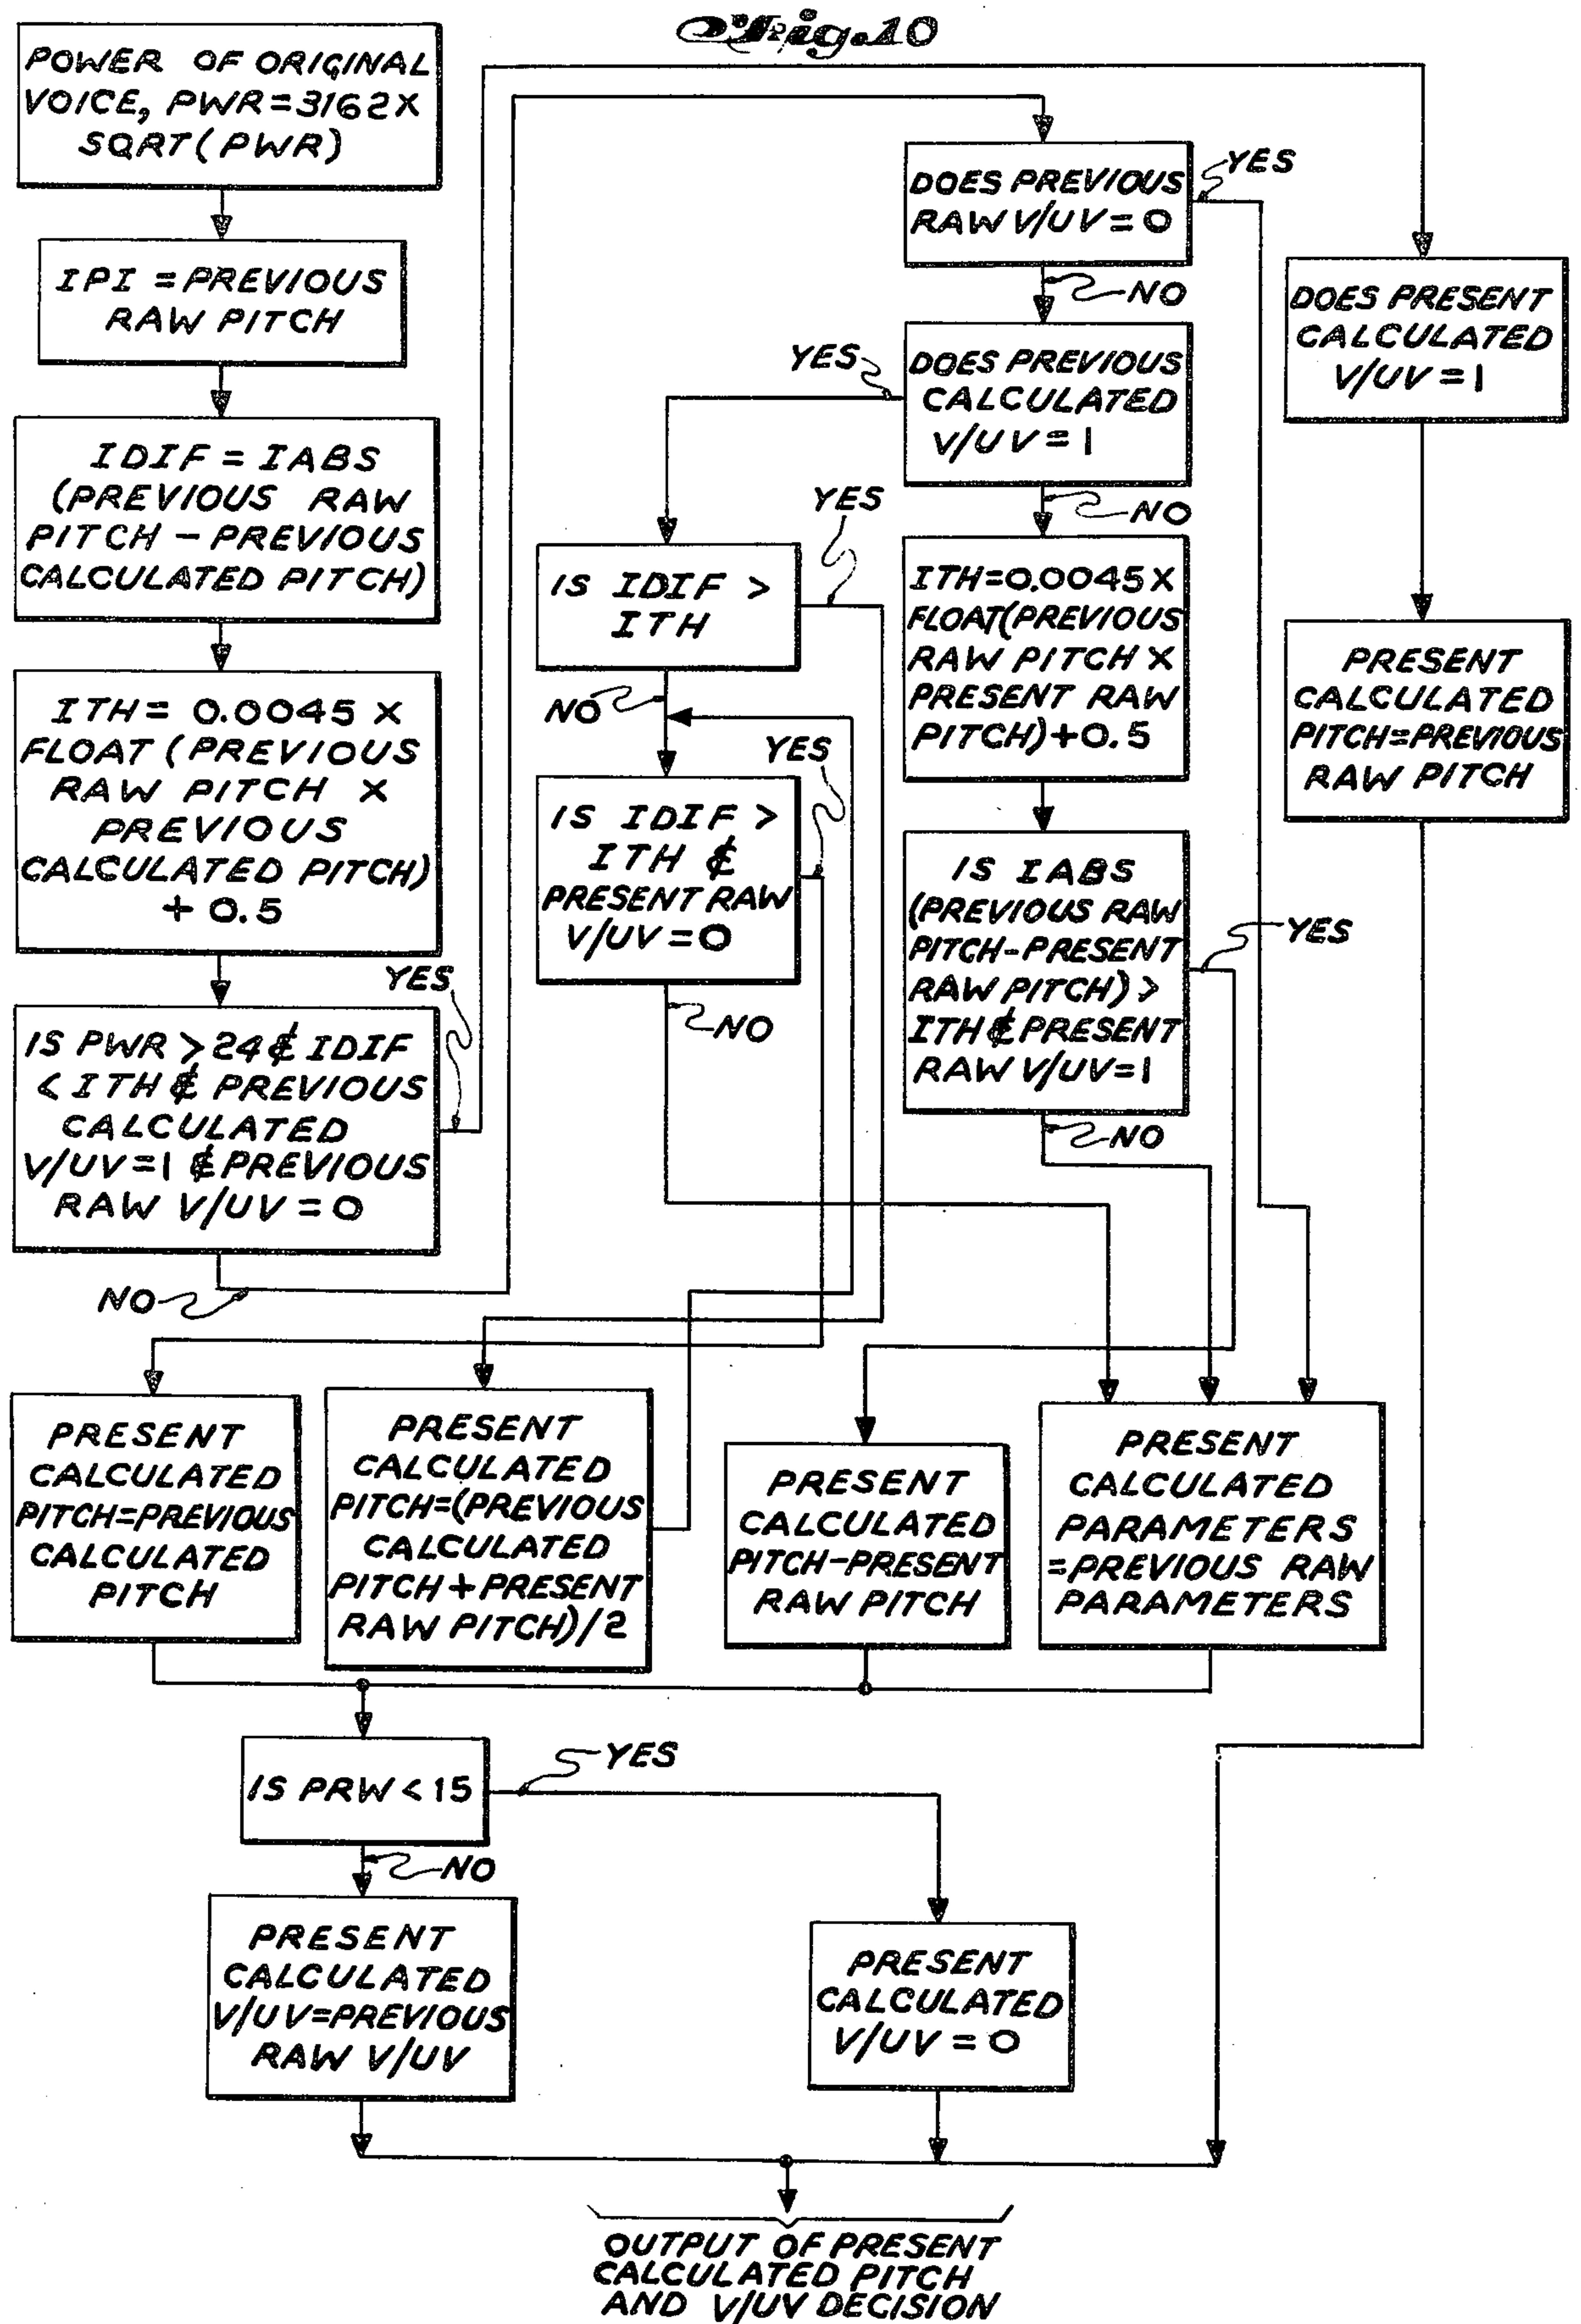 Fig. 10
POWER OF ORIGINAL
VOICE, PWR=3162X
SQRT(PWR)
IPI = PREVIOUS
RAW PITCH
IDIF = IABS
(PREVIOUS RAW
PITCH - PREVIOUS
CALCULATED PITCH)
ITH = 0.0045 X
FLOAT (PREVIOUS
RAW PITCH X
PREVIOUS
CALCULATED PITCH)
+ 0.5
IS PWR > 24 & IDIF
< ITH & PREVIOUS
CALCULATED
V/UV = 1 & PREVIOUS
RAW V/UV = 0
YES
NO
DOES PREVIOUS
RAW V/UV = 0
YES
NO
DOES PREVIOUS
CALCULATED
V/UV = 1
YES
NO
IS IDIF >
ITH
YES
NO
IS IDIF >
ITH &
PRESENT RAW
V/UV = 0
YES
NO
ITH=0.0045X
FLOAT(PREVIOUS
RAW PITCH X
PRESENT RAW
PITCH)+0.5
IS IABS
(PREVIOUS RAW
PITCH-PRESENT
RAW PITCH) >
ITH & PRESENT
RAW V/UV=1
YES
NO
DOES PRESENT
CALCULATED
V/UV = 1
PRESENT
CALCULATED
PITCH=PREVIOUS
RAW PITCH
PRESENT
CALCULATED
PITCH=PREVIOUS
CALCULATED
PITCH
PRESENT
CALCULATED
PITCH=(PREVIOUS
CALCULATED
PITCH+PRESENT
RAW PITCH)/2
PRESENT
CALCULATED
PITCH-PRESENT
RAW PITCH
PRESENT
CALCULATED
PARAMETERS
=PREVIOUS RAW
PARAMETERS
IS PRW < 15
YES
NO
PRESENT
CALCULATED
V/UV=PREVIOUS
RAW V/UV
PRESENT
CALCULATED
V/UV = 0
OUTPUT OF PRESENT
CALCULATED PITCH
AND V/UV DECISION